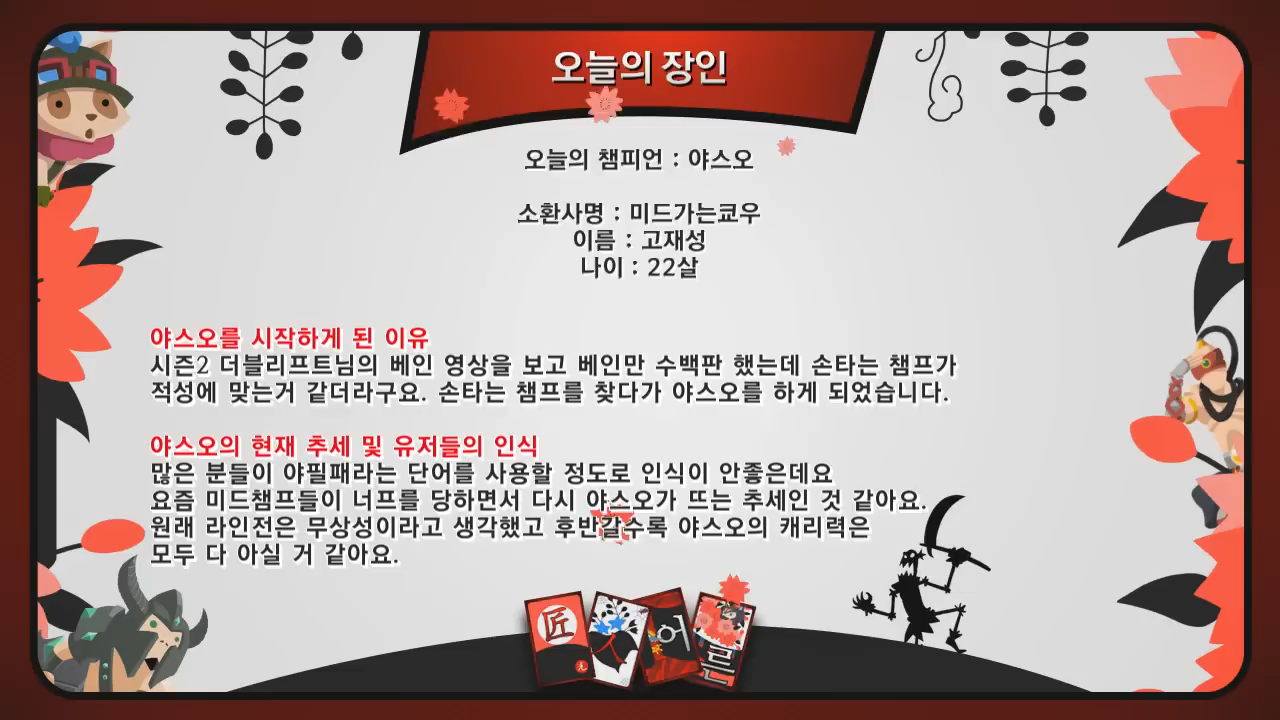 오늘의 장인
오늘의 챔피언 : 야스오
소환사명 : 미드가는쿄우
이름 : 고재성
나이 : 22살
야스오를 시작하게 된 이유
시즌2 더블리프트님의 베인 영상을 보고 베인만 수백판 했는데 손타는 챔프가
적성에 맞는거 같더라구요. 손타는 챔프를 찾다가 야스오를 하게 되었습니다.
야스오의 현재 추세 및 유저들의 인식
많은 분들이 야필패라는 단어를 사용할 정도로 인식이 안좋은데요
요즘 미드챔프들이 너프를 당하면서 다시 야스오가 뜨는 추세인 것 같아요.
원래 라인전은 무상성이라고 생각했고 후반갈수록 야스오의 캐리력은
모두 다 아실 거 같아요.
匠 어른